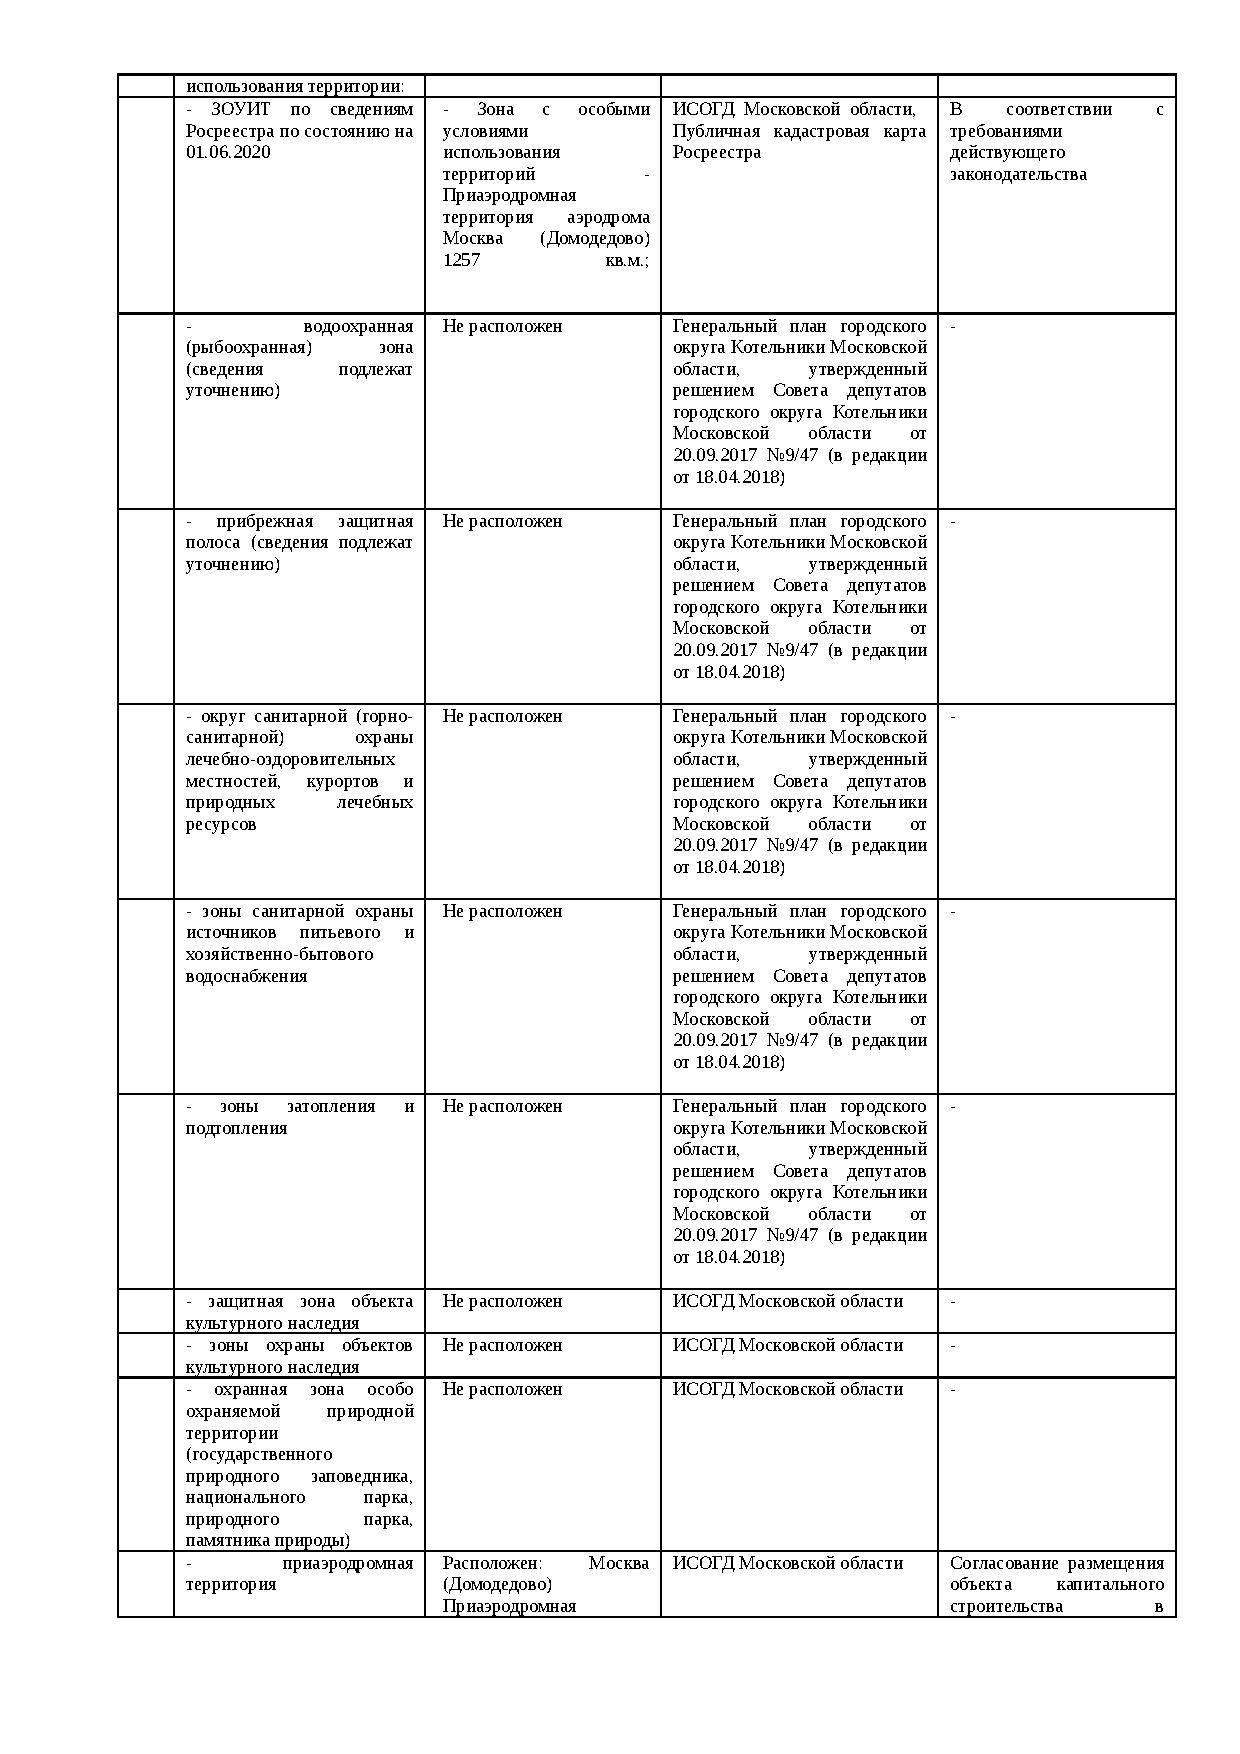 использования территории:
- ЗОУИТ по сведениям
Росреестра по состоянию на
01.06.2020
- Зона с особыми
условиями
использования
территорий -
Приаэродромная
территория аэродрома
Москва (Домодедово)
1257 кв.м.;
ИСОГД Московской области,
Публичная кадастровая карта
Росреестра
В соответствии с
требованиями
действующего
законодательства
- водоохранная
(рыбоохранная) зона
(сведения подлежат
уточнению)
Не расположен
Генеральный план городского
округа Котельники Московской
области, утвержденный
решением Совета депутатов
городского округа Котельники
Московской области от
20.09.2017 №9/47 (в редакции
от 18.04.2018)
-
- прибрежная защитная
полоса (сведения подлежат
уточнению)
Не расположен
Генеральный план городского
округа Котельники Московской
области, утвержденный
решением Совета депутатов
городского округа Котельники
Московской области от
20.09.2017 №9/47 (в редакции
от 18.04.2018)
-
- округ санитарной (горно-
санитарной) охраны
лечебно-оздоровительных
местностей, курортов и
природных лечебных
ресурсов
Не расположен
Генеральный план городского
округа Котельники Московской
области, утвержденный
решением Совета депутатов
городского округа Котельники
Московской области от
20.09.2017 №9/47 (в редакции
от 18.04.2018)
-
- зоны санитарной охраны
источников питьевого и
хозяйственно-бытового
водоснабжения
Не расположен
Генеральный план городского
округа Котельники Московской
области, утвержденный
решением Совета депутатов
городского округа Котельники
Московской области от
20.09.2017 №9/47 (в редакции
от 18.04.2018)
-
- зоны затопления и
подтопления
Не расположен
Генеральный план городского
округа Котельники Московской
области, утвержденный
решением Совета депутатов
городского округа Котельники
Московской области от
20.09.2017 №9/47 (в редакции
от 18.04.2018)
-
- защитная зона объекта
культурного наследия
Не расположен
ИСОГД Московской области
-
- зоны охраны объектов
культурного наследия
Не расположен
ИСОГД Московской области
-
- охранная зона особо
охраняемой природной
территории
(государственного
природного заповедника,
национального парка,
природного парка,
памятника природы)
Не расположен
ИСОГД Московской области
-
- приаэродромная
территория
Расположен: Москва
(Домодедово)
Приаэродромная
ИСОГД Московской области
Согласование размещения
объекта капитального
строительства в